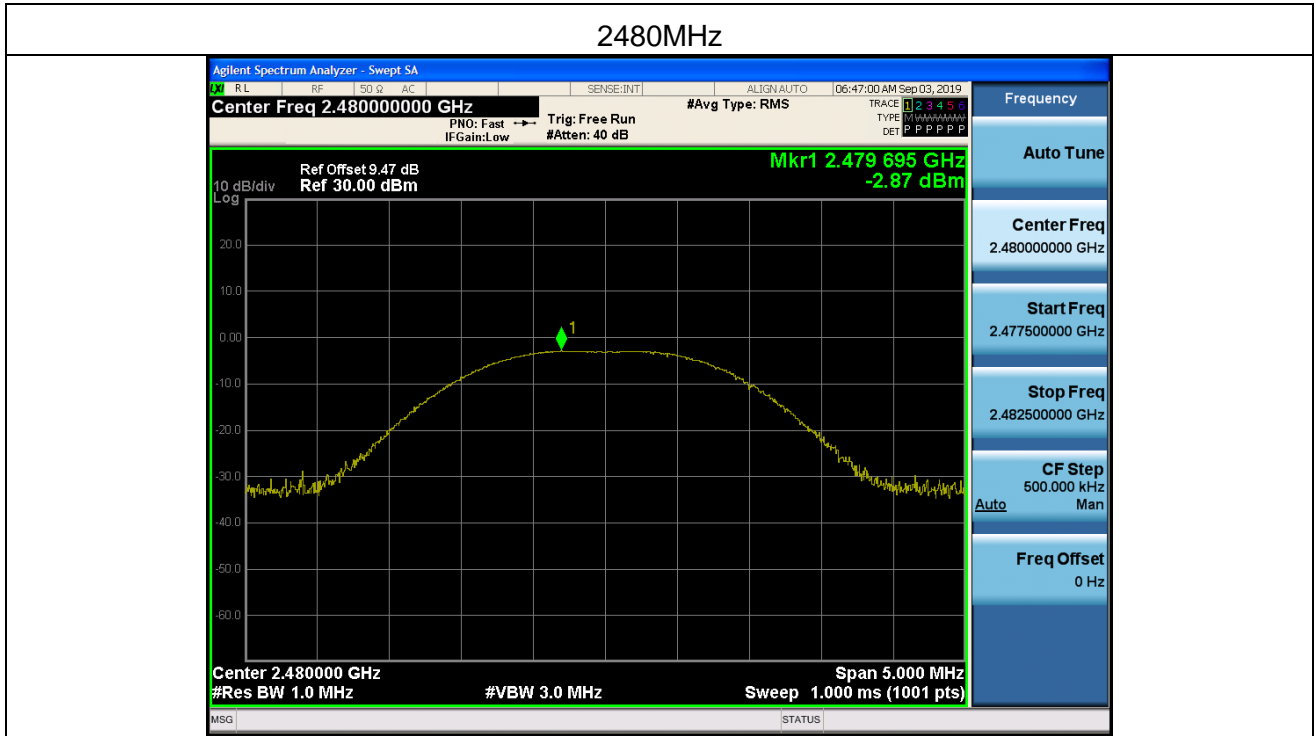 2480MHz
Agilent Spectrum Analyzer - Swept SA
LXI RL RF 50 Ω AC SENSE:INT ALIGN AUTO 06:47:00 AM Sep 03, 2019
Center Freq 2.480000000 GHz
PNO: Fast
IFGain:Low
Trig: Free Run
#Atten: 40 dB
#Avg Type: RMS
TRACE 1 2 3 4 5 6
TYPE M
DET P P P P P P
Ref Offset 9.47 dB
10 dB/div Ref 30.00 dBm
Log
Mkr1 2.479 695 GHz
-2.87 dBm
20.0
10.0
0.00
-10.0
-20.0
-30.0
-40.0
-50.0
-60.0
1
Center 2.480000 GHz Span 5.000 MHz
#Res BW 1.0 MHz #VBW 3.0 MHz Sweep 1.000 ms (1001 pts)
MSG STATUS
Frequency
Auto Tune
Center Freq
2.480000000 GHz
Start Freq
2.477500000 GHz
Stop Freq
2.482500000 GHz
CF Step
500.000 kHz
Auto Man
Freq Offset
0 Hz